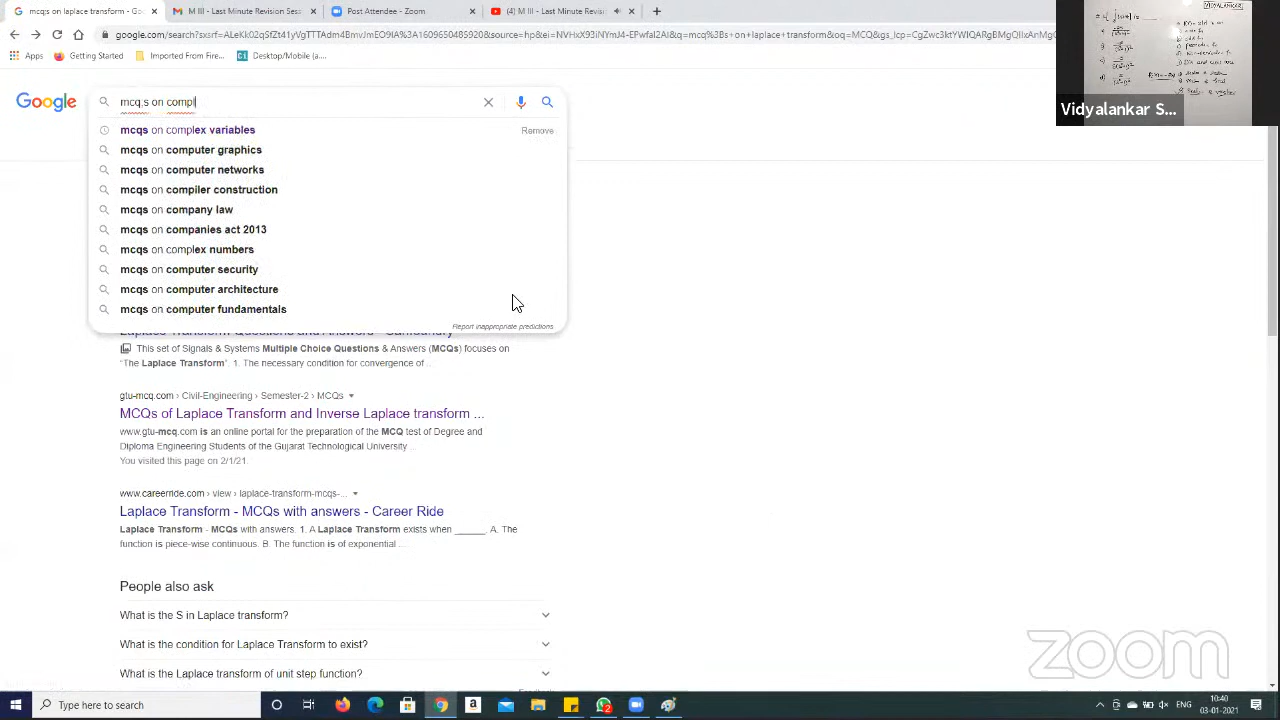 mcqs on laplace transform - Go
M III - Last Minute Revision Sess
Post Attendee - Zoom
(4) M III - Last Minute Revisi
Apps
Getting Started
Imported From Fire...
Desktop/Mobile (a...
Vidyalankar S...
Google
mcq,s on compl
mcqs on complex variables
Remove
mcqs on computer graphics
mcqs on computer networks
mcqs on compiler construction
mcqs on company law
mcqs on companies act 2013
mcqs on complex numbers
mcqs on computer security
mcqs on computer architecture
mcqs on computer fundamentals
Report inappropriate predictions
Laplace Transform Questions and Answers - Sanfoundry
This set of Signals & Systems Multiple Choice Questions & Answers (MCQs) focuses on
"The Laplace Transform". 1. The necessary condition for convergence of ...
gtu-mcq.com › Civil-Engineering › Semester-2 › MCQs
MCQs of Laplace Transform and Inverse Laplace transform ...
www.gtu-mcq.com is an online portal for the preparation of the MCQ test of Degree and
Diploma Engineering Students of the Gujarat Technological University ...
You visited this page on 2/1/21.
www.careerride.com › view › laplace-transform-mcqs-...
Laplace Transform - MCQs with answers - Career Ride
Laplace Transform - MCQs with answers. 1. A Laplace Transform exists when ______. A. The
function is piece-wise continuous. B. The function is of exponential ...
People also ask
What is the S in Laplace transform?
What is the condition for Laplace Transform to exist?
What is the Laplace transform of unit step function?
Feedback
zoom
Type here to search
2
ENG
10:40
03-01-2021